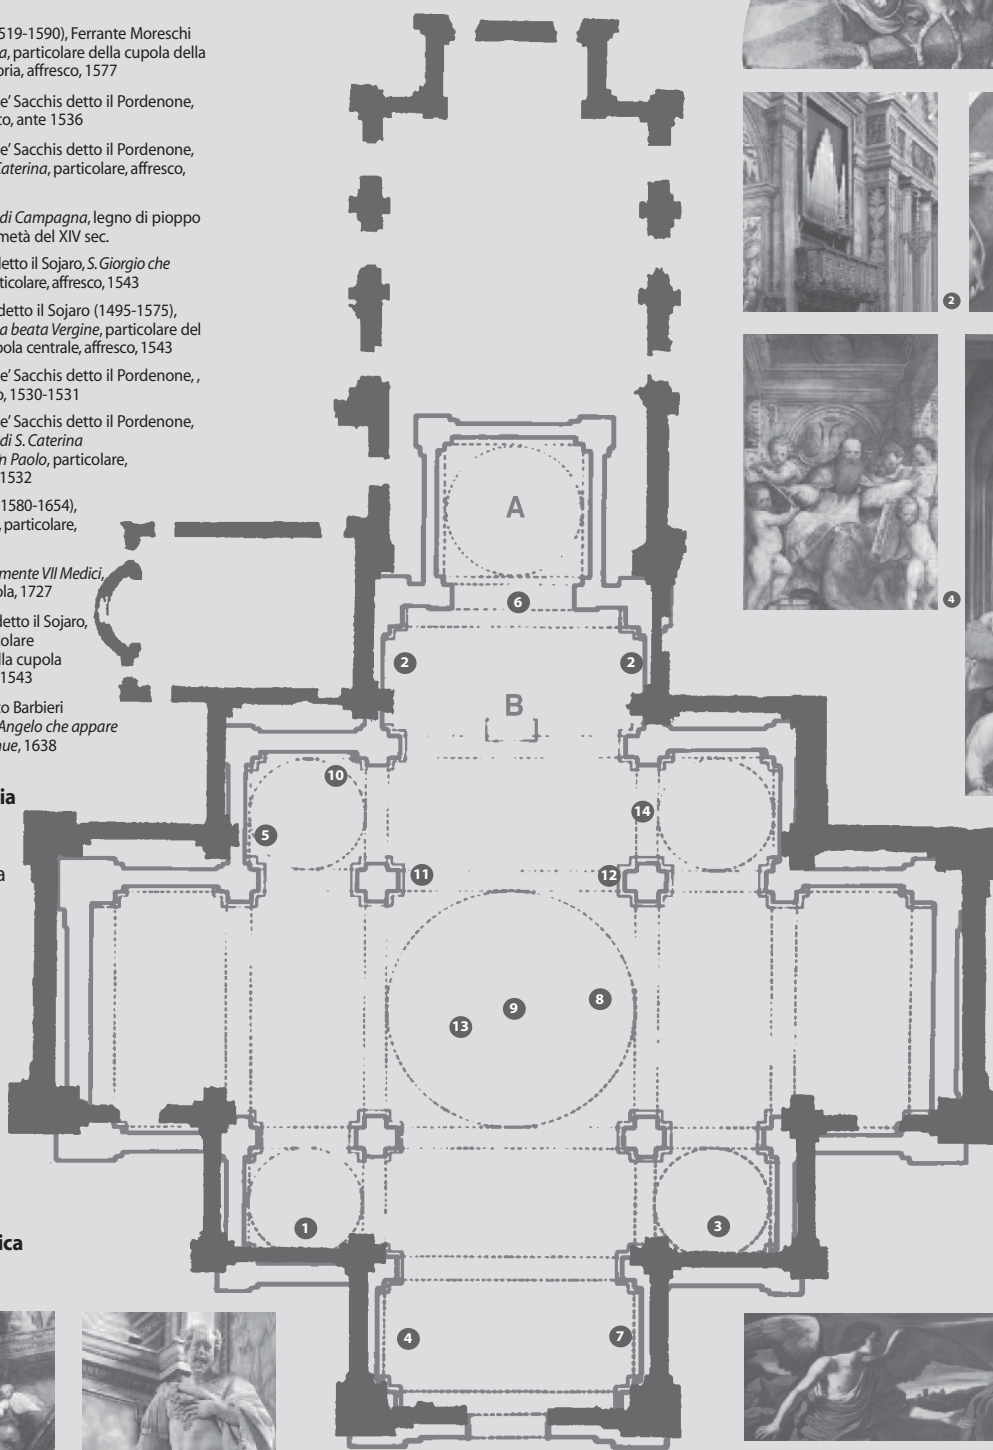 519-1590), Ferrante Moreschi
a, particolare della cupola della
oria, affresco, 1577
e' Sacchis detto il Pordenone,
co, ante 1536
e' Sacchis detto il Pordenone,
Caterina, particolare, affresco,
di Campagna, legno di pioppo
metà del XIV sec.
detto il Sojaro, S. Giorgio che
ticolare, affresco, 1543
detto il Sojaro (1495-1575),
a beata Vergine, particolare del
pola centrale, affresco, 1543
e' Sacchis detto il Pordenone, ,
o, 1530-1531
e' Sacchis detto il Pordenone,
di S. Caterina
n Paolo, particolare,
1532
1580-1654),
, particolare,
mente VII Medici,
ola, 1727
detto il Sojaro,
olare
lla cupola
1543
co Barbieri
Angelo che appare
nue, 1638
ia
a
ica
A
6
2
2
B
10
5
14
11
12
8
9
13
1
3
4
7
2
4